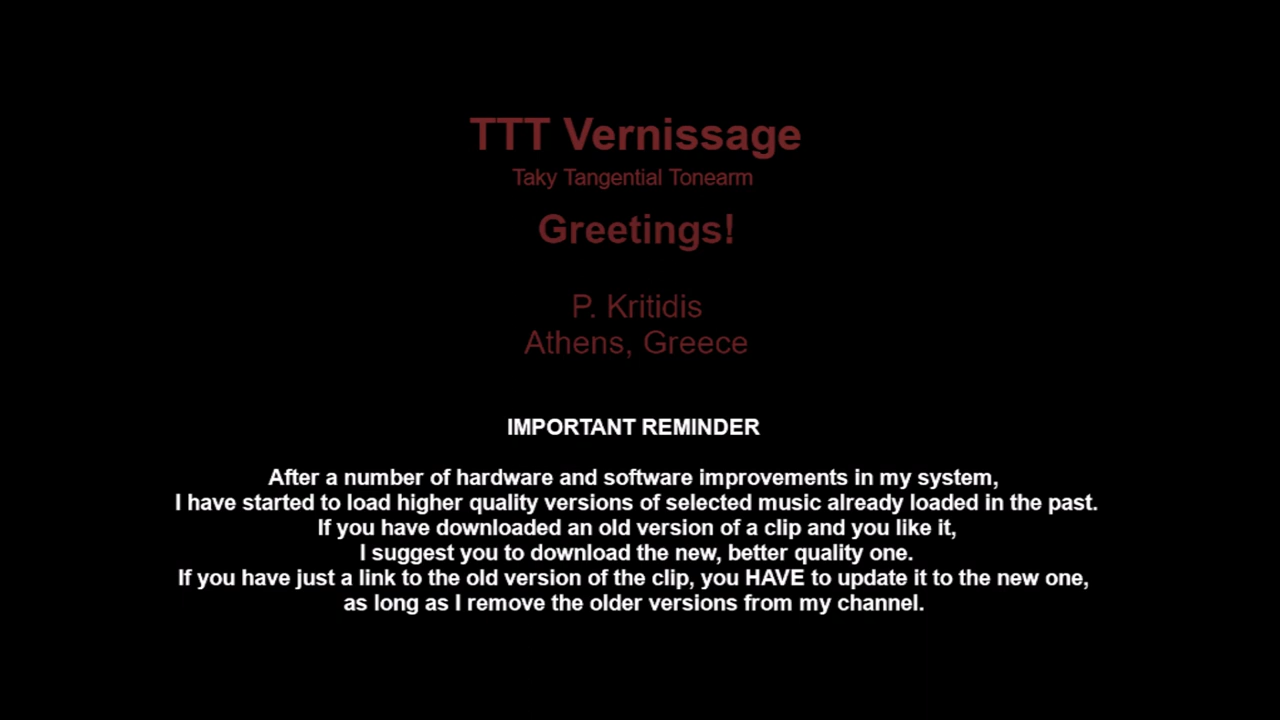 TTT Vernissage
Taky Tangential Tonearm
Greetings!
P. Kritidis
Athens, Greece
IMPORTANT REMINDER
After a number of hardware and software improvements in my system,
I have started to load higher quality versions of selected music already loaded in the past.
If you have downloaded an old version of a clip and you like it,
I suggest you to download the new, better quality one.
If you have just a link to the old version of the clip, you HAVE to update it to the new one,
as long as I remove the older versions from my channel.